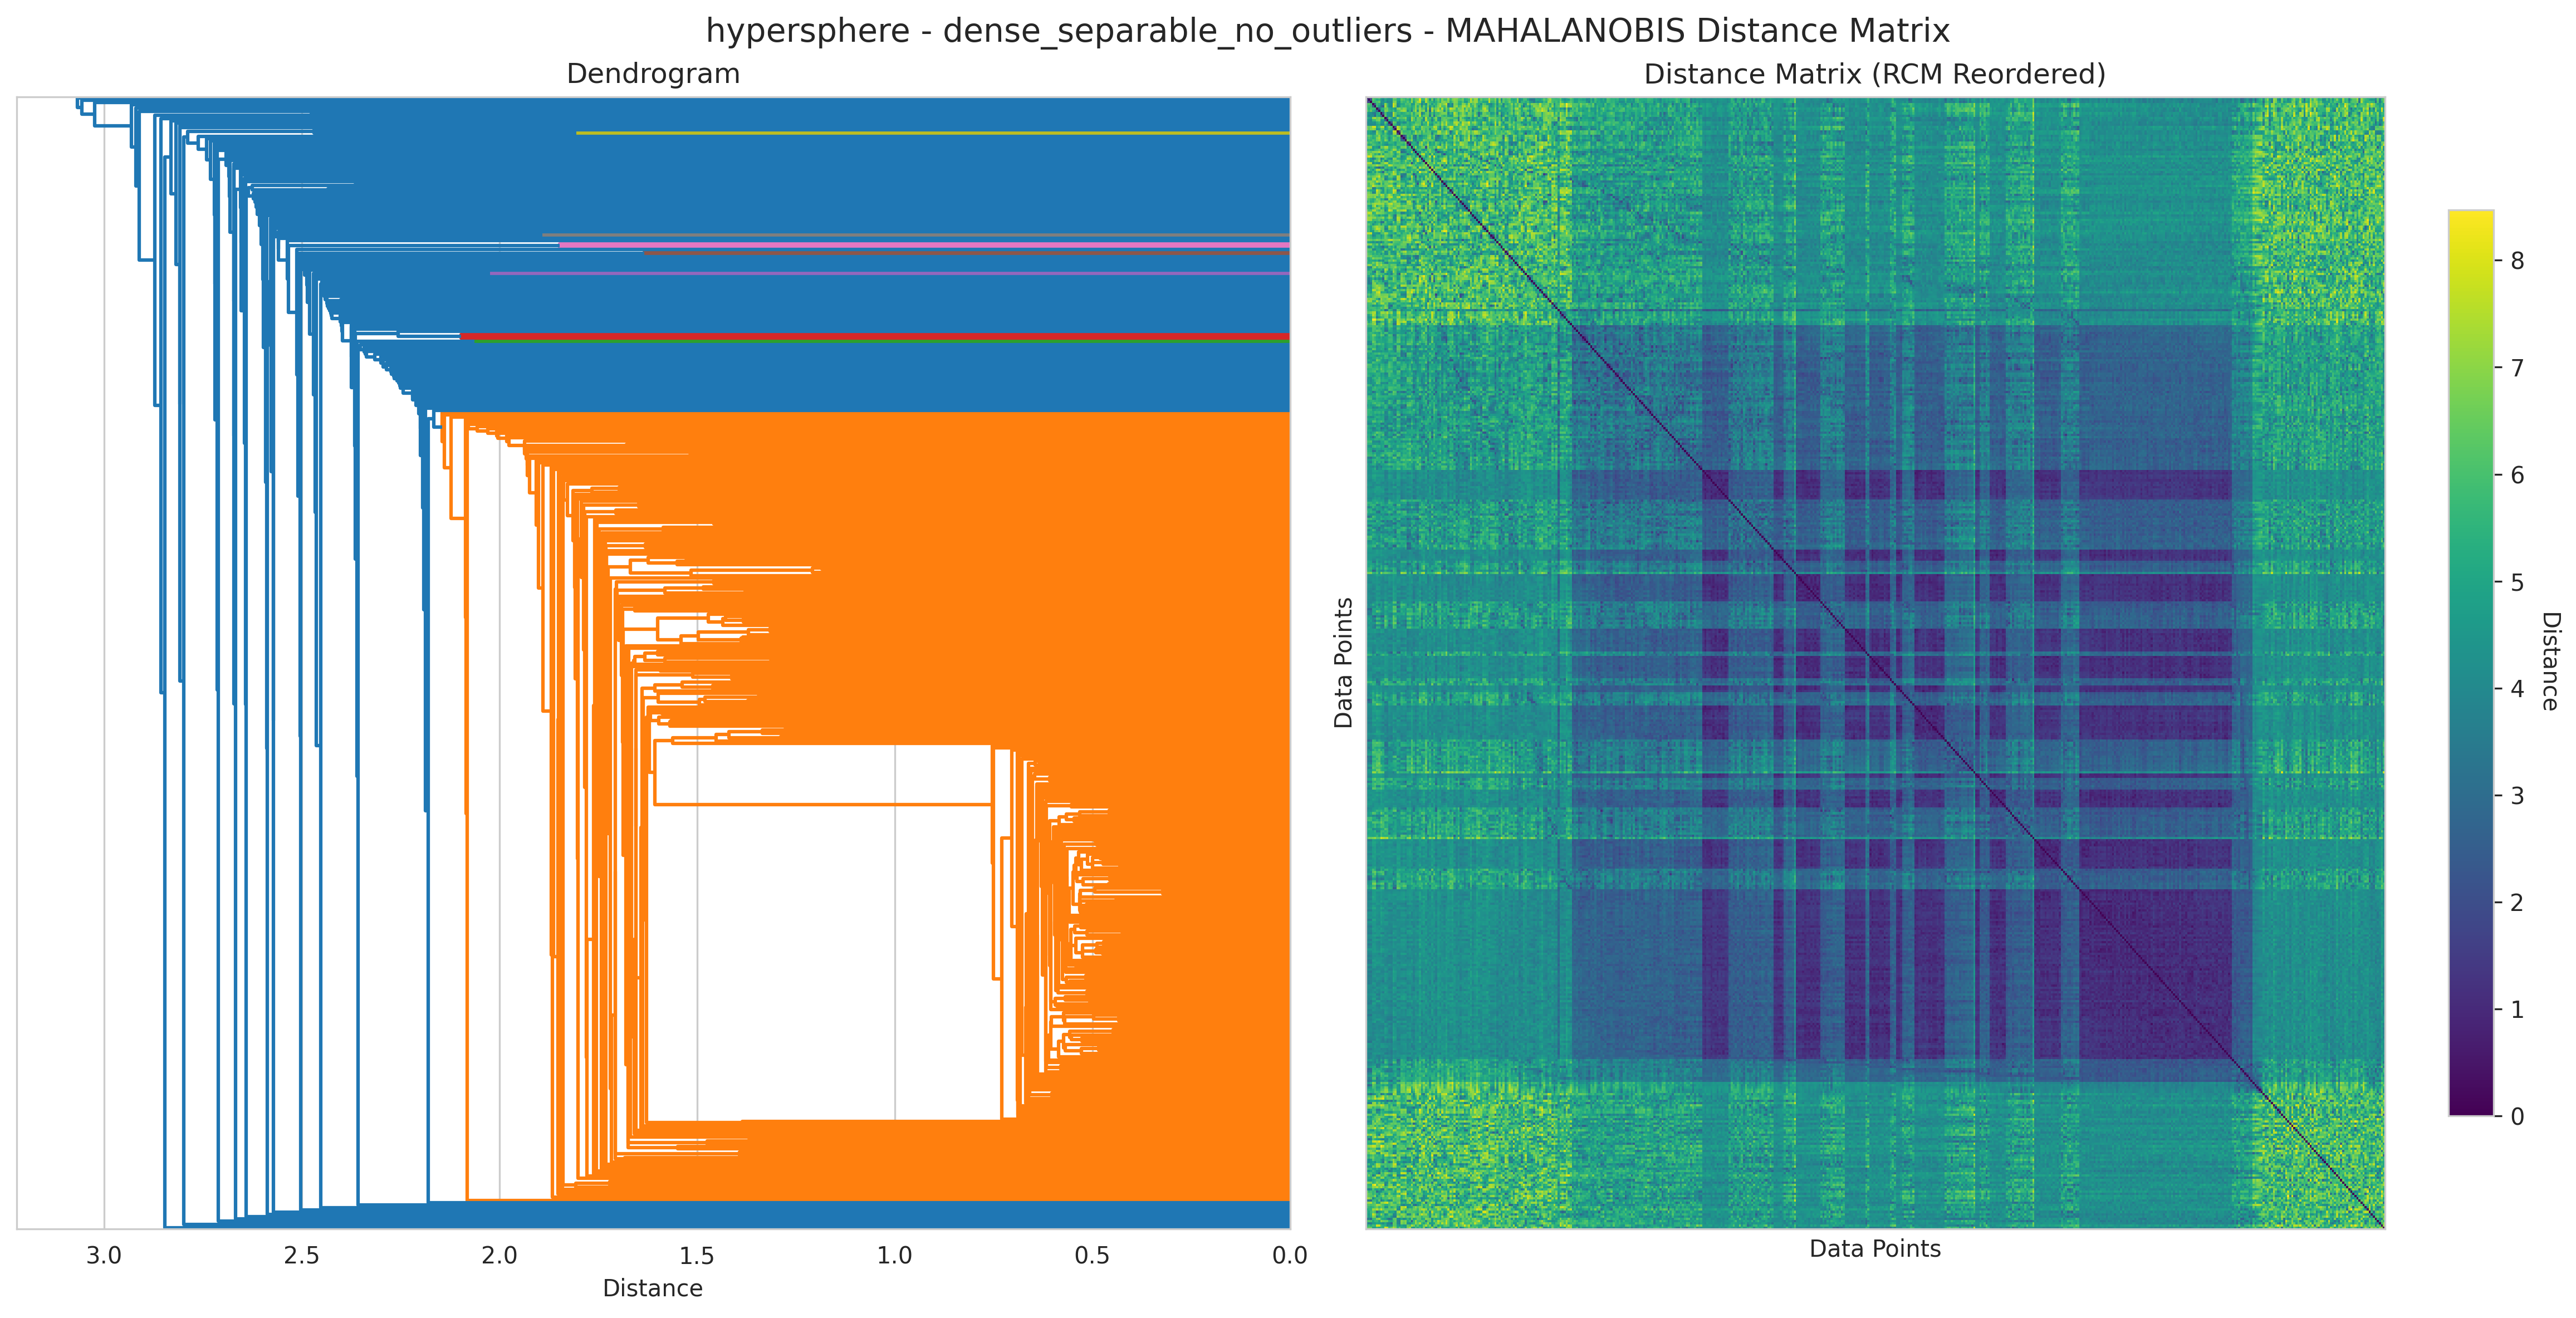 hypersphere - dense_separable_no_outliers - MAHALANOBIS Distance Matrix
Dendrogram
3.0 2.5 2.0 1.5 1.0 0.5 0.0
Distance
Distance Matrix (RCM Reordered)
Data Points
Data Points
8
7
6
5
4
3
2
1
0
Distance